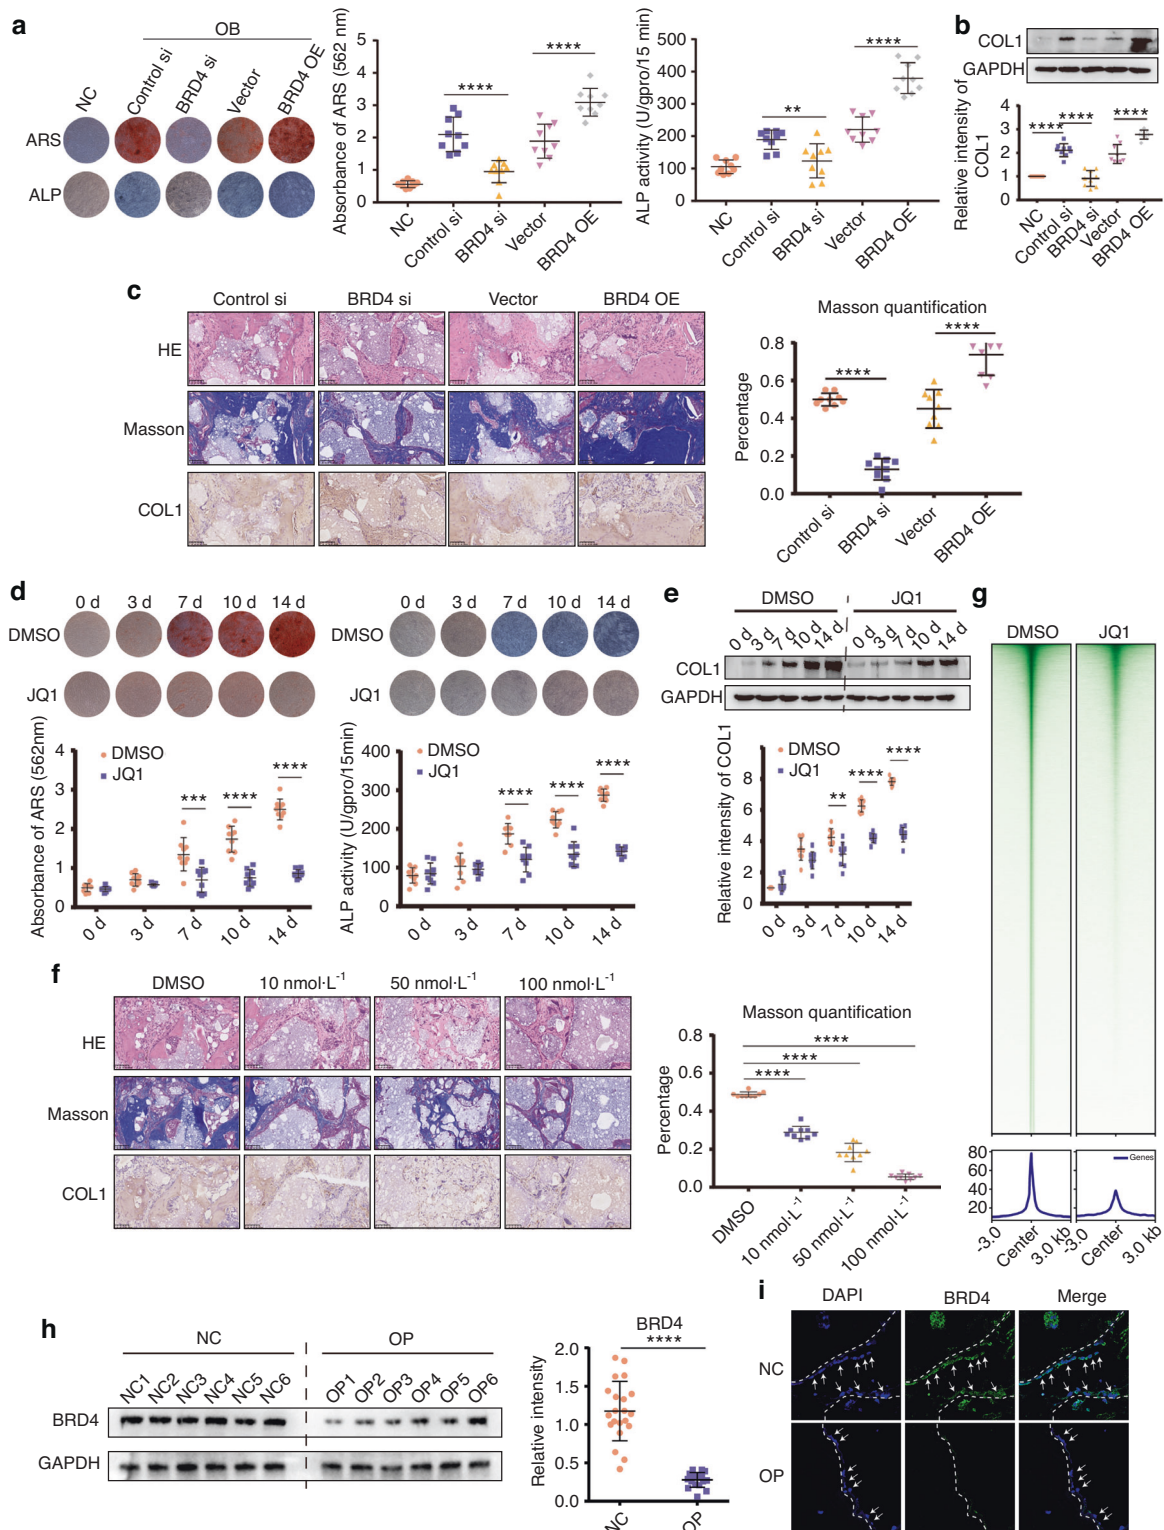 a
OB
NC
Control si
BRD4 si
Vector
BRD4 OE
ARS
ALP
Absorbance of ARS (562 nm)
5
4
3
2
1
0
****
****
NC
Control si
BRD4 si
Vector
BRD4 OE
ALP activity (U/gpro/15 min)
500
400
300
200
100
0
**
****
NC
Control si
BRD4 si
Vector
BRD4 OE
b
COL1
GAPDH
Relative intensity of
COL1
4
3
2
1
0
****
****
****
NC
Control si
BRD4 si
Vector
BRD4 OE
c
Control si
BRD4 si
Vector
BRD4 OE
HE
Masson
COL1
Masson quantification
Percentage
0.8
0.6
0.4
0.2
0.0
****
****
Control si
BRD4 si
Vector
BRD4 OE
d
0 d
3 d
7 d
10 d
14 d
DMSO
JQ1
Absorbance of ARS (562nm)
4
3
2
1
0
DMSO
JQ1
***
****
****
0 d
3 d
7 d
10 d
14 d
0 d
3 d
7 d
10 d
14 d
DMSO
JQ1
ALP activity (U/gpro/15min)
400
300
200
100
0
DMSO
JQ1
****
****
****
0 d
3 d
7 d
10 d
14 d
e
DMSO
JQ1
0 d
3 d
7 d
10 d
14 d
0 d
3 d
7 d
10 d
14 d
COL1
GAPDH
Relative intensity of COL1
8
6
4
2
0
DMSO
JQ1
**
****
****
0 d
3 d
7 d
10 d
14 d
f
DMSO
10 nmol·L⁻¹
50 nmol·L⁻¹
100 nmol·L⁻¹
HE
Masson
COL1
Masson quantification
Percentage
0.8
0.6
0.4
0.2
0.0
****
****
****
DMSO
10 nmol·L⁻¹
50 nmol·L⁻¹
100 nmol·L⁻¹
g
DMSO
JQ1
80
60
40
20
Genes
-3.0
Center
3.0 kb
-3.0
Center
3.0 kb
h
NC
OP
NC1
NC2
NC3
NC4
NC5
NC6
OP1
OP2
OP3
OP4
OP5
OP6
BRD4
GAPDH
BRD4
****
Relative intensity
2.0
1.5
1.0
0.5
0.0
NC
OP
i
DAPI
BRD4
Merge
NC
OP